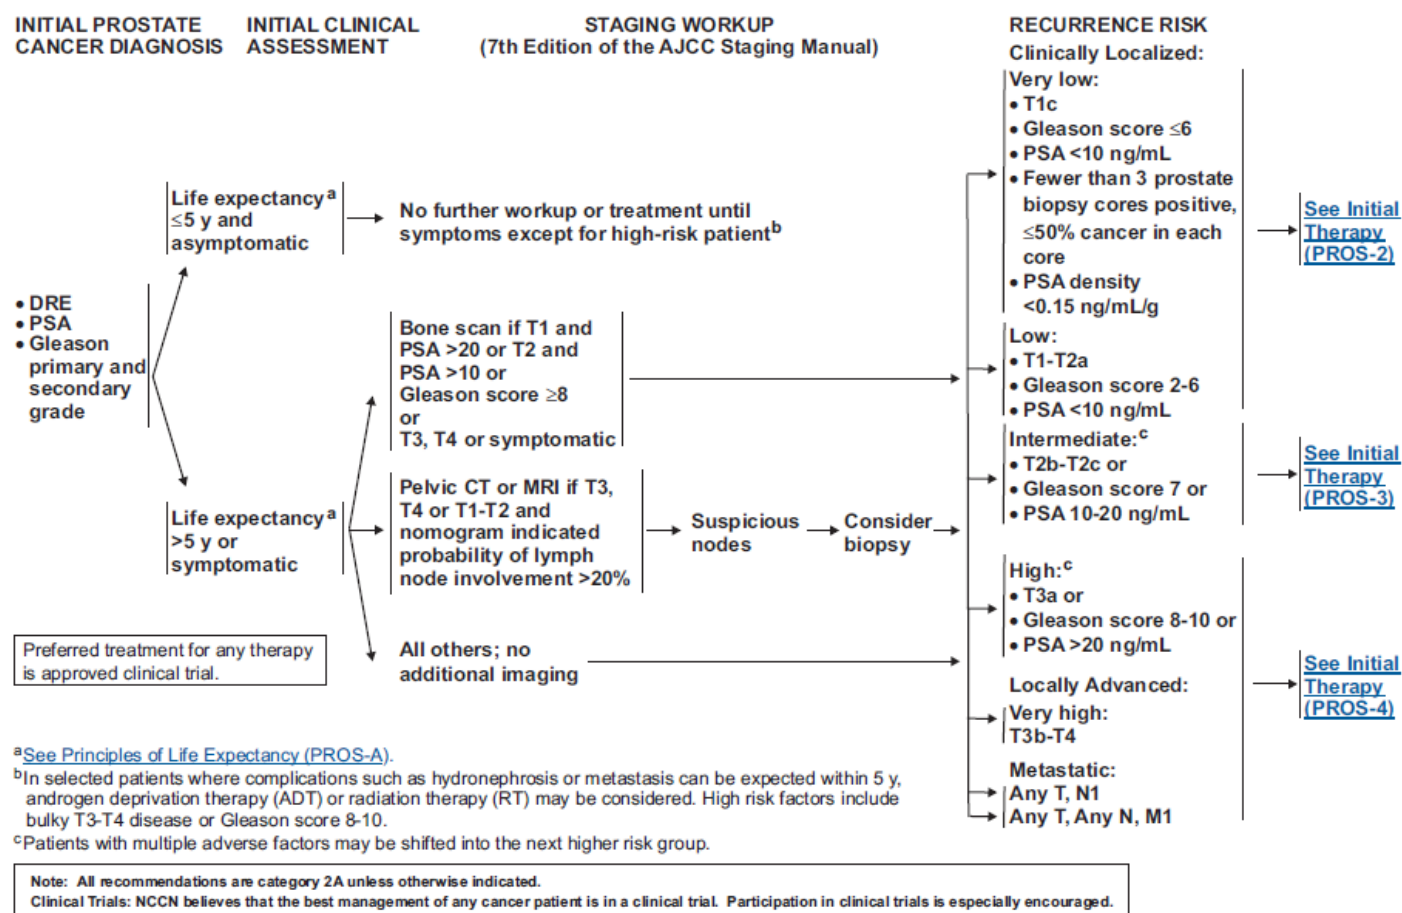 INITIAL PROSTATE
CANCER DIAGNOSIS
INITIAL CLINICAL
ASSESSMENT
STAGING WORKUP
(7th Edition of the AJCC Staging Manual)
RECURRENCE RISK
Clinically Localized:
• DRE
• PSA
• Gleason
primary and
secondary
grade
Life expectancy a
≤5 y and
asymptomatic
No further workup or treatment until
symptoms except for high-risk patient b
Life expectancy a
>5 y or
symptomatic
Bone scan if T1 and
PSA >20 or T2 and
PSA >10 or
Gleason score ≥8
or
T3, T4 or symptomatic
Pelvic CT or MRI if T3,
T4 or T1-T2 and
nomogram indicated
probability of lymph
node involvement >20%
Suspicious
nodes
Consider
biopsy
All others; no
additional imaging
Very low:
• T1c
• Gleason score ≤6
• PSA <10 ng/mL
• Fewer than 3 prostate
biopsy cores positive,
≤50% cancer in each
core
• PSA density
<0.15 ng/mL/g
Low:
• T1-T2a
• Gleason score 2-6
• PSA <10 ng/mL
See Initial
Therapy
(PROS-2)
Intermediate: c
• T2b-T2c or
• Gleason score 7 or
• PSA 10-20 ng/mL
See Initial
Therapy
(PROS-3)
High: c
• T3a or
• Gleason score 8-10 or
• PSA >20 ng/mL
Locally Advanced:
Very high:
T3b-T4
Metastatic:
Any T, N1
Any T, Any N, M1
See Initial
Therapy
(PROS-4)
Preferred treatment for any therapy
is approved clinical trial.
a See Principles of Life Expectancy (PROS-A).
b In selected patients where complications such as hydronephrosis or metastasis can be expected within 5 y,
androgen deprivation therapy (ADT) or radiation therapy (RT) may be considered. High risk factors include
bulky T3-T4 disease or Gleason score 8-10.
c Patients with multiple adverse factors may be shifted into the next higher risk group.
Note: All recommendations are category 2A unless otherwise indicated.
Clinical Trials: NCCN believes that the best management of any cancer patient is in a clinical trial. Participation in clinical trials is especially encouraged.